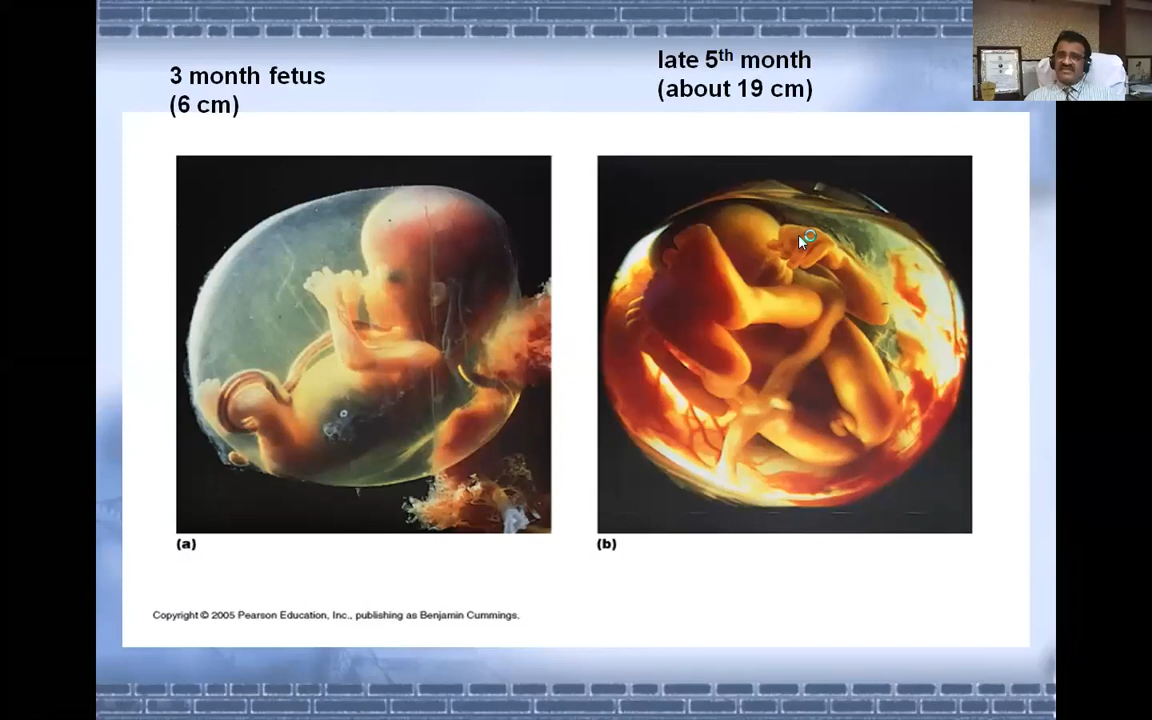 3 month fetus
(6 cm)
late 5th month
(about 19 cm)
(a)
(b)
Copyright © 2005 Pearson Education, Inc., publishing as Benjamin Cummings.